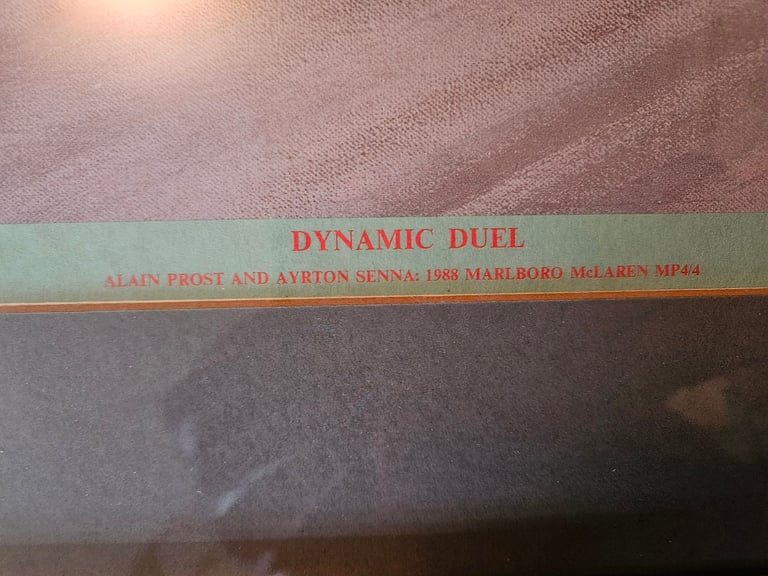 DYNAMIC DUEL
ALAIN PROST AND AYRTON SENNA: 1988 MARLBORO McLAREN MP4/4